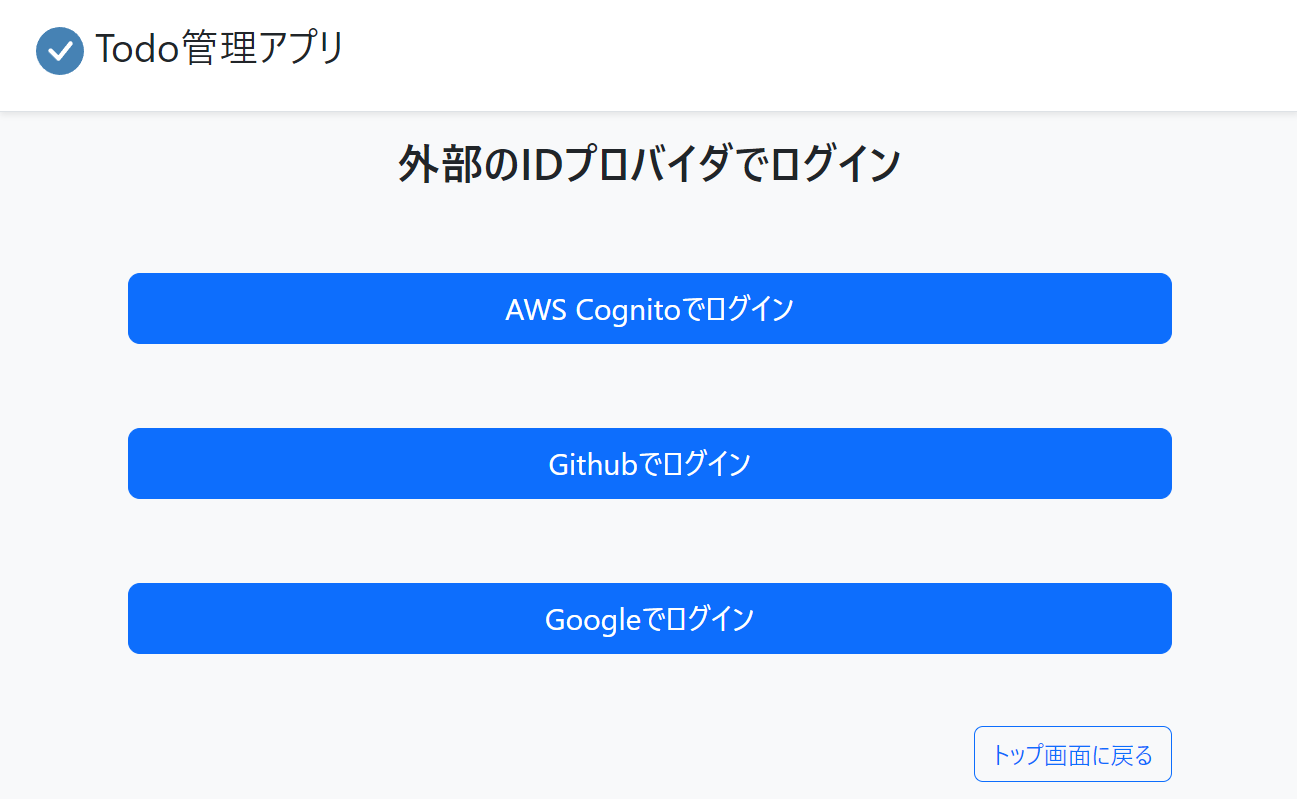 Todo管理アプリ
外部のIDプロバイダでログイン
AWS Cognitoでログイン
Githubでログイン
Googleでログイン
トップ画面に戻る